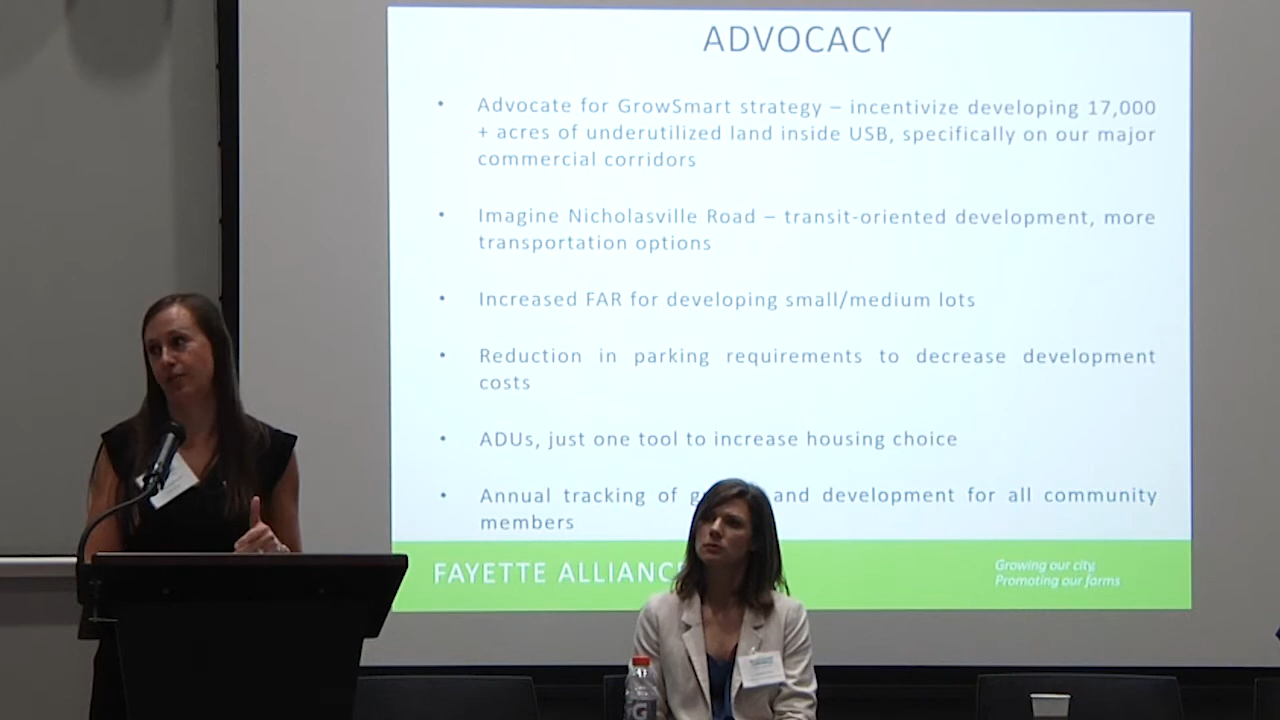 ADVOCACY
• Advocate for GrowSmart strategy – incentivize developing 17,000
+ acres of underutilized land inside USB, specifically on our major
commercial corridors
• Imagine Nicholasville Road – transit-oriented development, more
transportation options
• Increased FAR for developing small/medium lots
• Reduction in parking requirements to decrease development
costs
• ADUs, just one tool to increase housing choice
• Annual tracking of and development for all community
members
FAYETTE ALLIANC
Growing our city,
Promoting our farms
G